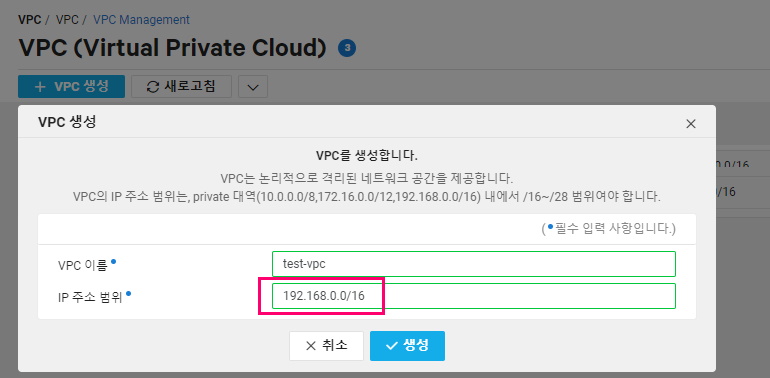 VPC / VPC / VPC Management
VPC (Virtual Private Cloud) 3
+ VPC 생성 새로고침
VPC 생성
VPC를 생성합니다.
VPC는 논리적으로 격리된 네트워크 공간을 제공합니다.
VPC의 IP 주소 범위는, private 대역(10.0.0.0/8,172.16.0.0/12,192.168.0.0/16) 내에서 /16~/28 범위여야 합니다.
(•필수 입력 사항입니다.)
VPC 이름• test-vpc
IP 주소 범위• 192.168.0.0/16
취소 생성
0.0/16
0/16